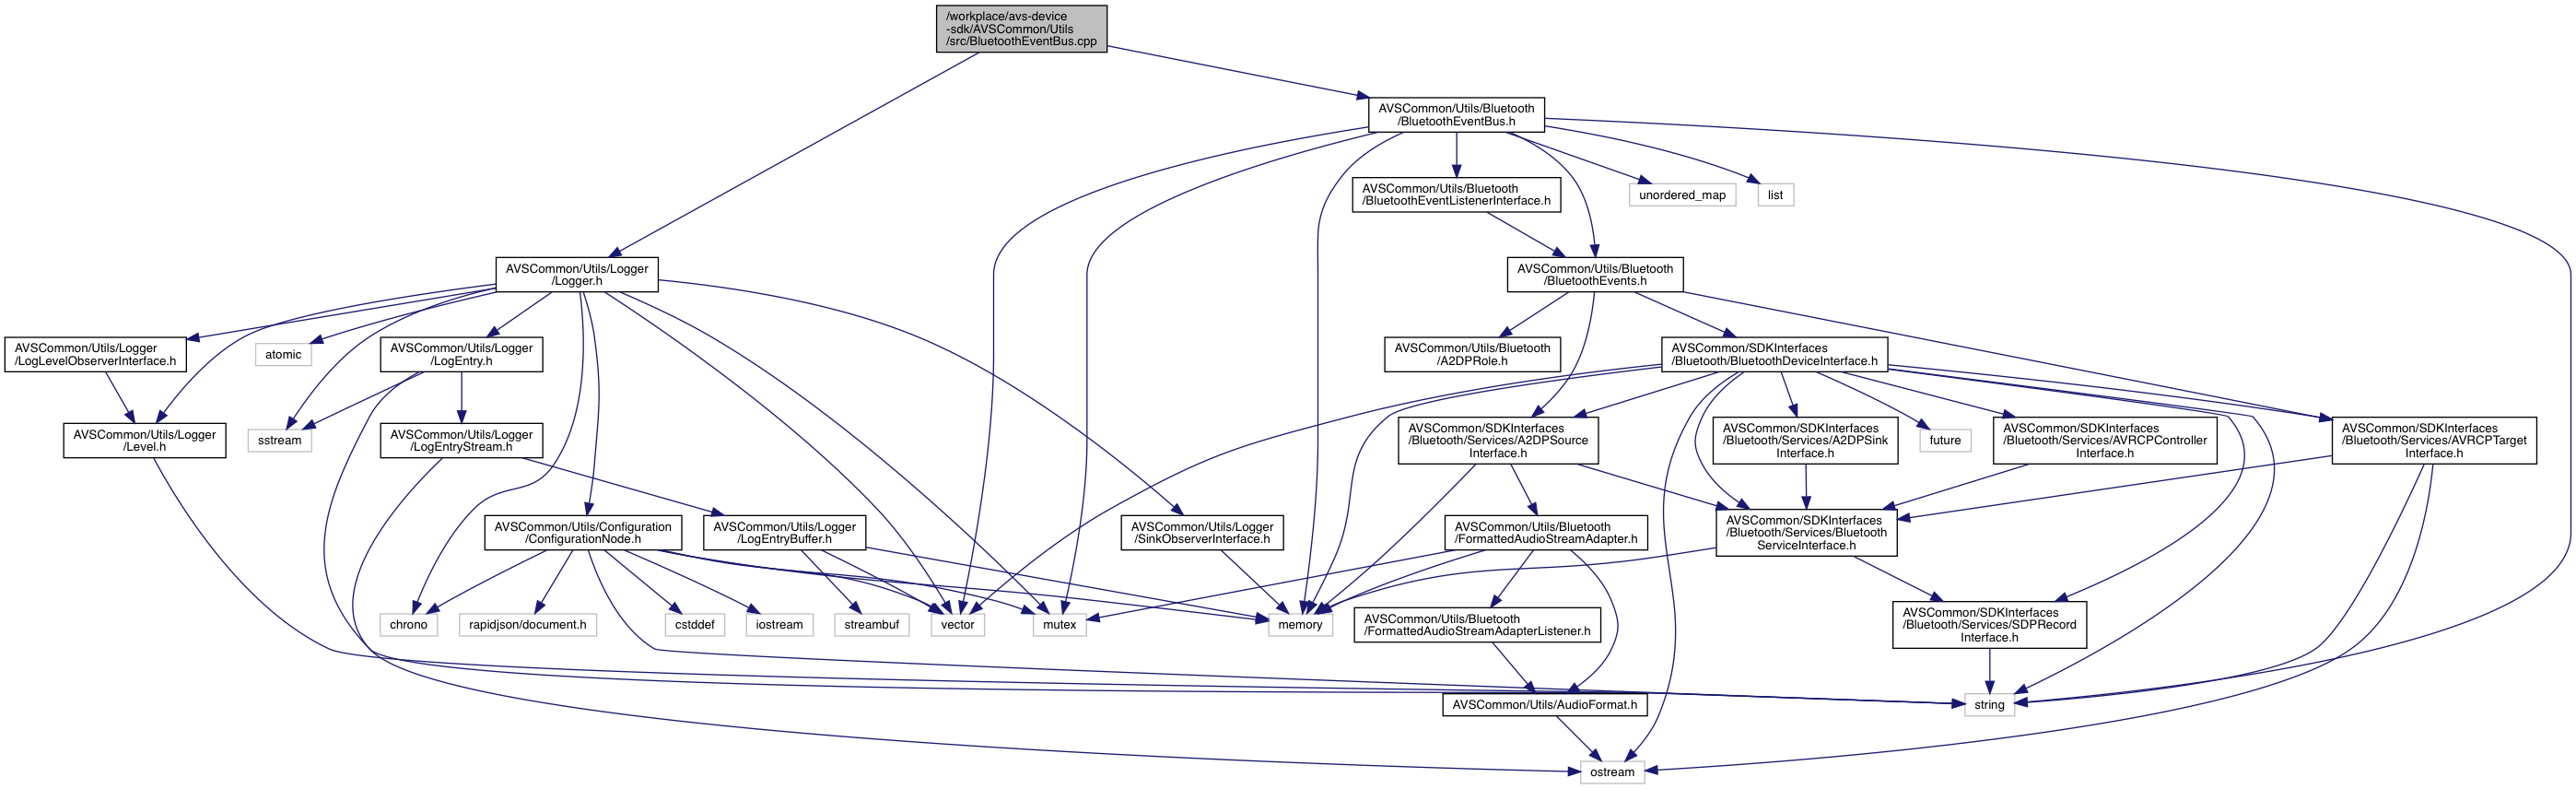 /workplace/avs-device
-sdk/AVSCommon/Utils
/src/BluetoothEventBus.cpp
AVSCommon/Utils/Bluetooth
/BluetoothEventBus.h
AVSCommon/Utils/Bluetooth
/BluetoothEventListenerInterface.h
unordered_map
list
AVSCommon/Utils/Logger
/Logger.h
AVSCommon/Utils/Bluetooth
/BluetoothEvents.h
AVSCommon/Utils/Logger
/LogLevelObserverInterface.h
atomic
AVSCommon/Utils/Logger
/LogEntry.h
AVSCommon/Utils/Bluetooth
/A2DPRole.h
AVSCommon/SDKInterfaces
/Bluetooth/BluetoothDeviceInterface.h
AVSCommon/Utils/Logger
/Level.h
sstream
AVSCommon/Utils/Logger
/LogEntryStream.h
AVSCommon/SDKInterfaces
/Bluetooth/Services/A2DPSource
Interface.h
AVSCommon/SDKInterfaces
/Bluetooth/Services/A2DPSink
Interface.h
future
AVSCommon/SDKInterfaces
/Bluetooth/Services/AVRCPController
Interface.h
AVSCommon/SDKInterfaces
/Bluetooth/Services/AVRCPTarget
Interface.h
AVSCommon/Utils/Configuration
/ConfigurationNode.h
AVSCommon/Utils/Logger
/LogEntryBuffer.h
AVSCommon/Utils/Logger
/SinkObserverInterface.h
AVSCommon/Utils/Bluetooth
/FormattedAudioStreamAdapter.h
AVSCommon/SDKInterfaces
/Bluetooth/Services/Bluetooth
ServiceInterface.h
chrono
rapidjson/document.h
cstddef
iostream
streambuf
vector
mutex
memory
AVSCommon/Utils/Bluetooth
/FormattedAudioStreamAdapterListener.h
AVSCommon/SDKInterfaces
/Bluetooth/Services/SDPRecord
Interface.h
AVSCommon/Utils/AudioFormat.h
string
ostream